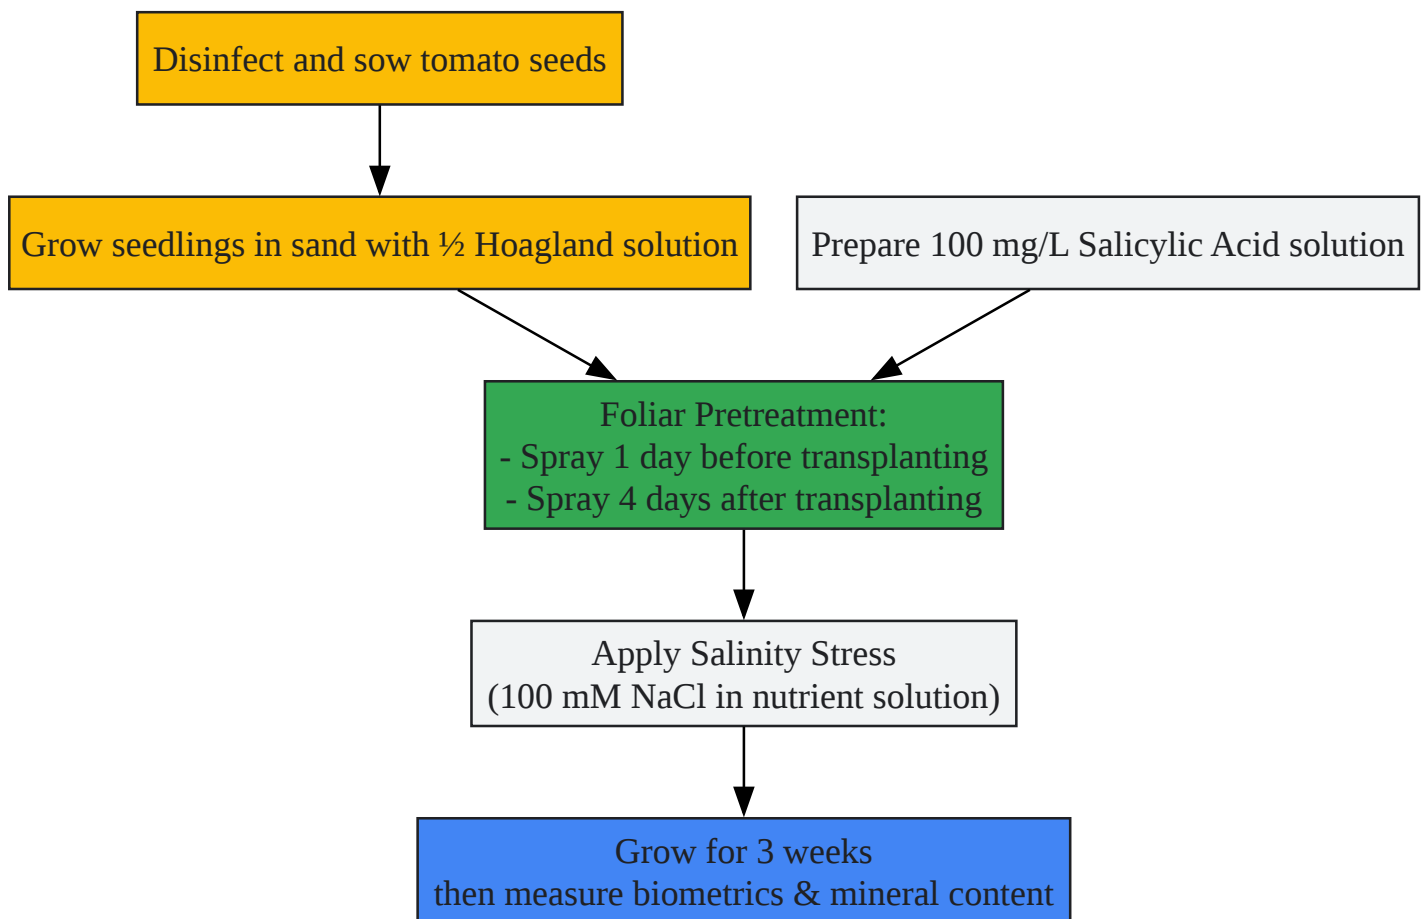 Disinfect and sow tomato seeds
Grow seedlings in sand with ½ Hoagland solution
Prepare 100 mg/L Salicylic Acid solution
Foliar Pretreatment:
- Spray 1 day before transplanting
- Spray 4 days after transplanting
Apply Salinity Stress
(100 mM NaCl in nutrient solution)
Grow for 3 weeks
then measure biometrics & mineral content